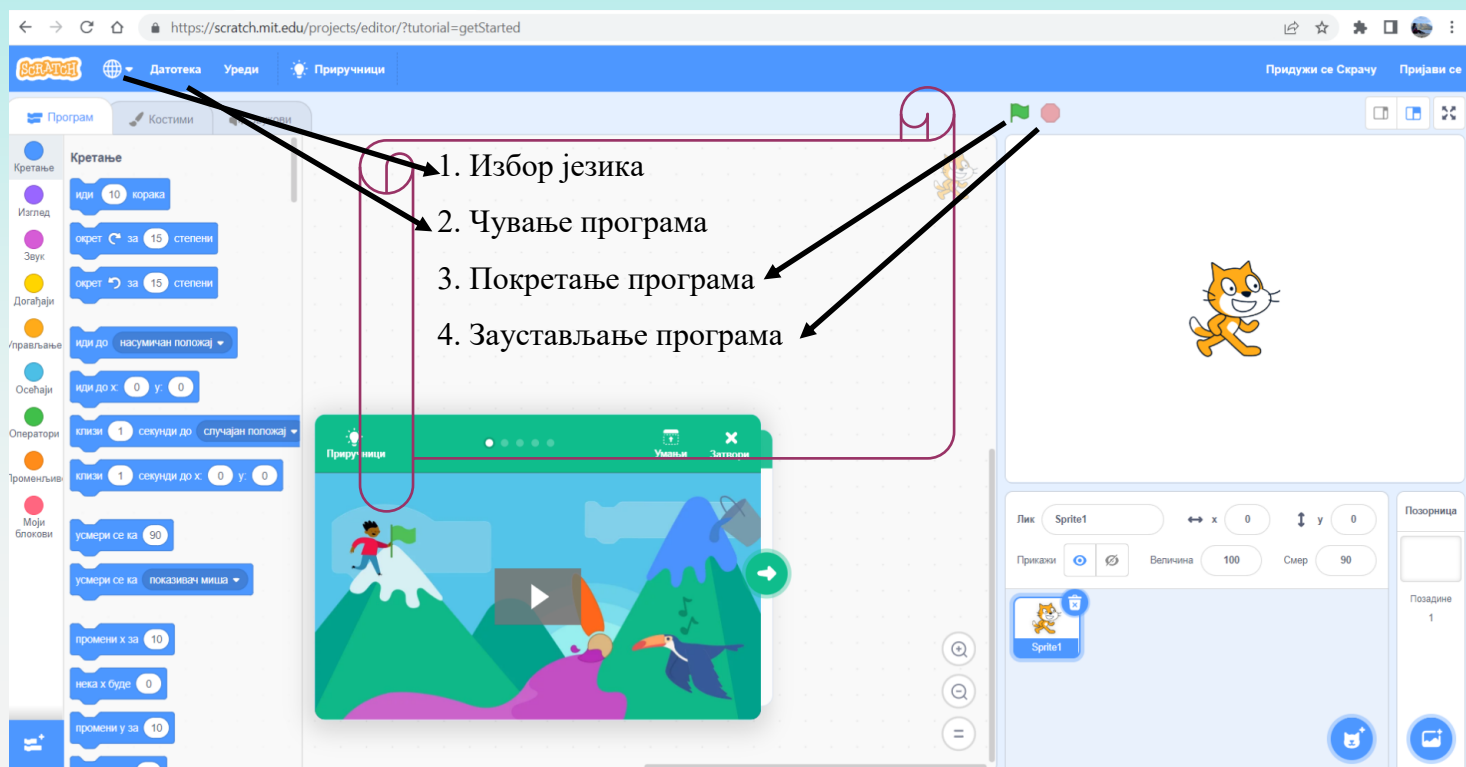 https://scratch.mit.edu/projects/editor/?tutorial=getStarted
SCRATCH Датотека Уреди Приручници Придружи се Скрачу Пријави се
Програм Костими
Кретање
Изглед
Звук
Догађаји
Управљање
Осећаји
Оператори
Моји блокови
Кретање
иди 10 корака
окрет за 15 степени
окрет за 15 степени
иди до насумичан положај
иди до x: 0 y: 0
клизи 1 секунди до случајан положај
клизи 1 секунди до x: 0 y: 0
усмери се ка 90
усмери се ка показивач миша
промени x за 10
нека x буде 0
промени y за 10
1. Избор језика
2. Чување програма
3. Покретање програма
4. Заустављање програма
Приручници Умањи Затвори
Лик Sprite1 x 0 y 0
Прикажи Величина 100 Смер 90
Sprite1
Позорница
Позадине
1